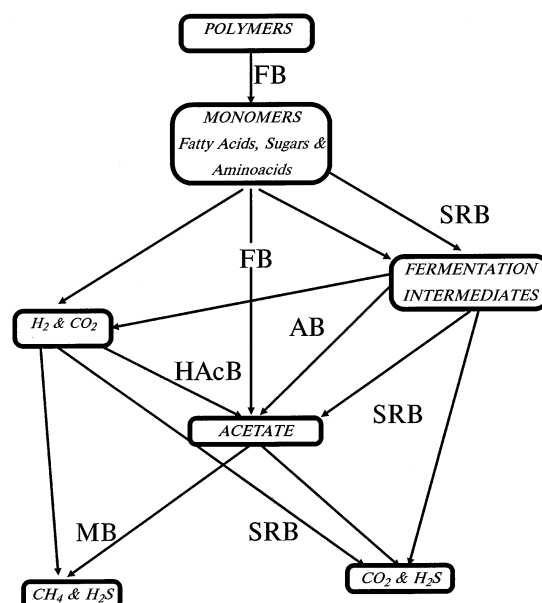 POLYMERS
FB
MONOMERS
Fatty Acids, Sugars &
Aminoacids
SRB
FB
FERMENTATION
INTERMEDIATES
H2 & CO2
AB
HAcB
SRB
ACETATE
MB
SRB
CO2 & H2S
CH4 & H2S